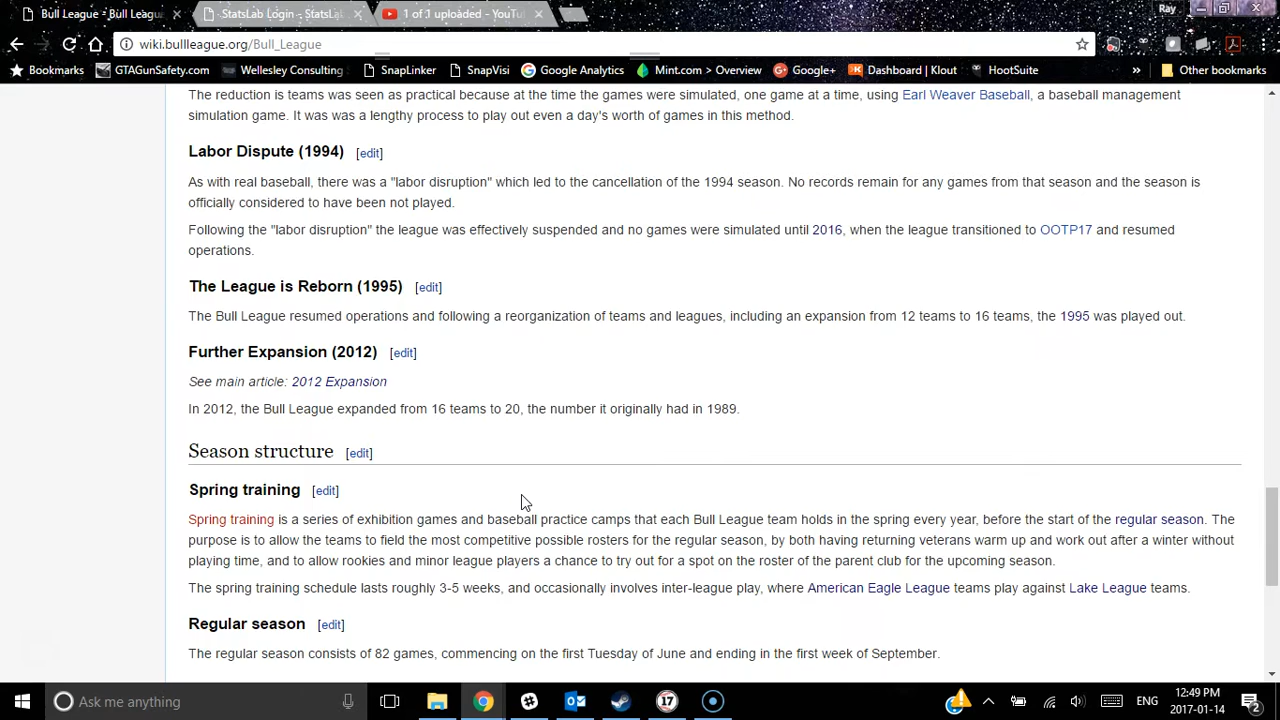 Bull League - Bull Leagu
StatsLab Login - StatsLa
1 of 1 uploaded - YouTu
Ray
wiki.bullleague.org/Bull_League
Bookmarks
GTAGunSafety.com
Wellesley Consulting
SnapLinker
SnapVisi
Google Analytics
Mint.com > Overview
Google+
Dashboard | Klout
HootSuite
»
Other bookmarks
The reduction is teams was seen as practical because at the time the games were simulated, one game at a time, using Earl Weaver Baseball, a baseball management
simulation game. It was was a lengthy process to play out even a day's worth of games in this method.
Labor Dispute (1994) [edit]
As with real baseball, there was a "labor disruption" which led to the cancellation of the 1994 season. No records remain for any games from that season and the season is
officially considered to have been not played.
Following the "labor disruption" the league was effectively suspended and no games were simulated until 2016, when the league transitioned to OOTP17 and resumed
operations.
The League is Reborn (1995) [edit]
The Bull League resumed operations and following a reorganization of teams and leagues, including an expansion from 12 teams to 16 teams, the 1995 was played out.
Further Expansion (2012) [edit]
See main article: 2012 Expansion
In 2012, the Bull League expanded from 16 teams to 20, the number it originally had in 1989.
Season structure [edit]
Spring training [edit]
Spring training is a series of exhibition games and baseball practice camps that each Bull League team holds in the spring every year, before the start of the regular season. The
purpose is to allow the teams to field the most competitive possible rosters for the regular season, by both having returning veterans warm up and work out after a winter without
playing time, and to allow rookies and minor league players a chance to try out for a spot on the roster of the parent club for the upcoming season.
The spring training schedule lasts roughly 3-5 weeks, and occasionally involves inter-league play, where American Eagle League teams play against Lake League teams.
Regular season [edit]
The regular season consists of 82 games, commencing on the first Tuesday of June and ending in the first week of September.
Ask me anything
17
ENG
12:49 PM
2017-01-14
2